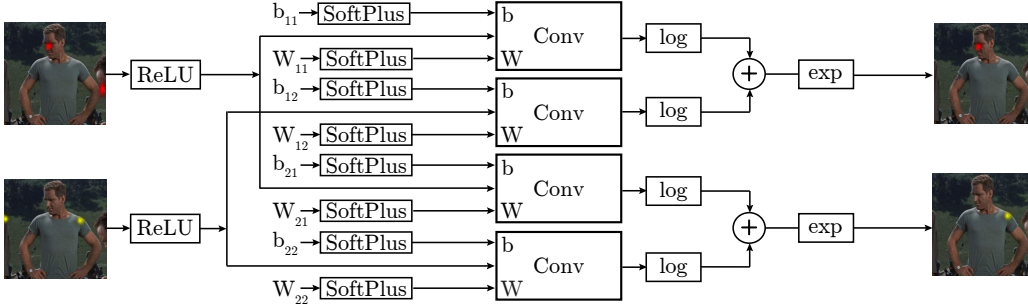 b11 SoftPlus b Conv log
W11 SoftPlus W
ReLU + exp
b12 SoftPlus b Conv log
W12 SoftPlus W
b21 SoftPlus b Conv log
W21 SoftPlus W
ReLU + exp
b22 SoftPlus b Conv log
W22 SoftPlus W